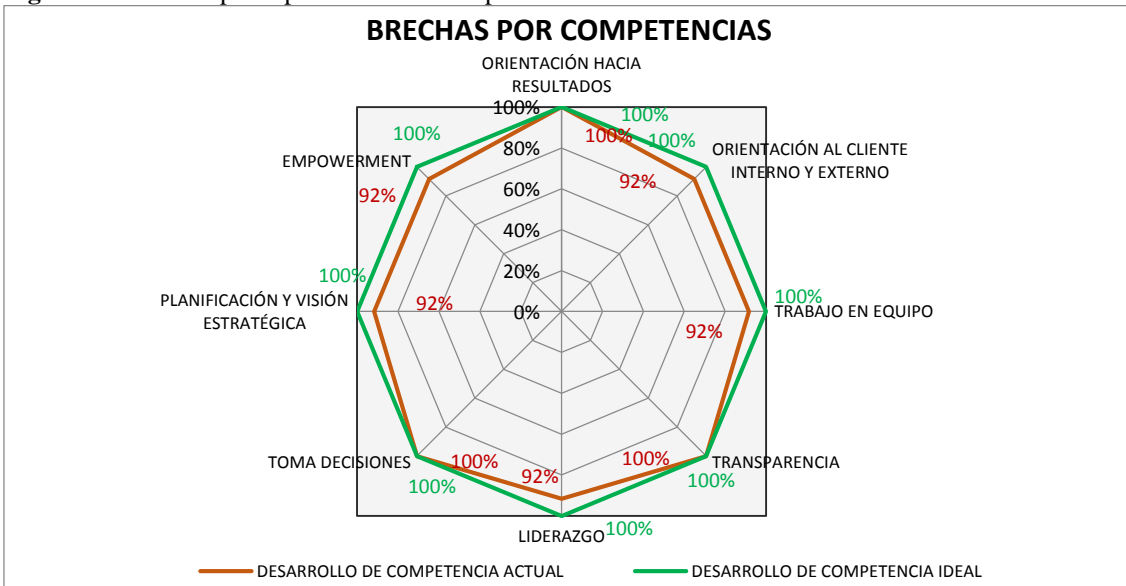 BRECHAS POR COMPETENCIAS
ORIENTACIÓN HACIA
RESULTADOS
100%
100%
100%
100%
100%
ORIENTACIÓN AL CLIENTE
INTERNO Y EXTERNO
80%
EMPOWERMENT
92%
92%
60%
40%
100%
100%
20%
PLANIFICACIÓN Y VISIÓN
ESTRATÉGICA
92%
0%
TRABAJO EN EQUIPO
92%
TOMA DECISIONES
100%
92%
100%
TRANSPARENCIA
100%
100%
LIDERAZGO
100%
DESARROLLO DE COMPETENCIA ACTUAL
DESARROLLO DE COMPETENCIA IDEAL